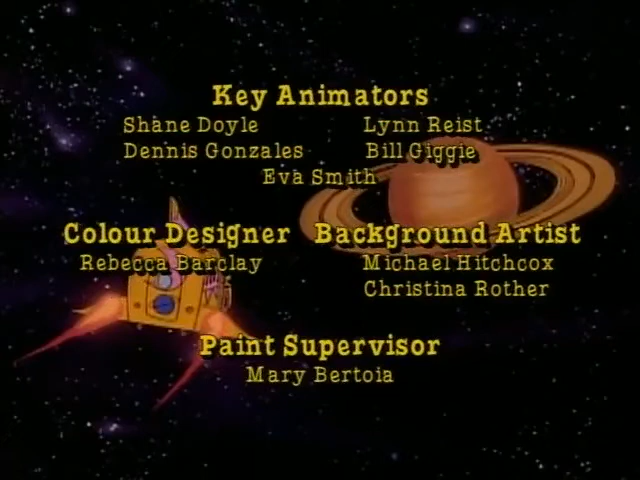 Key Animators
Shane Doyle Lynn Reist
Dennis Gonzales Bill Giggie
Eva Smith
Colour Designer Background Artist
Rebecca Barclay Michael Hitchcox
Christina Rother
Paint Supervisor
Mary Bertoia